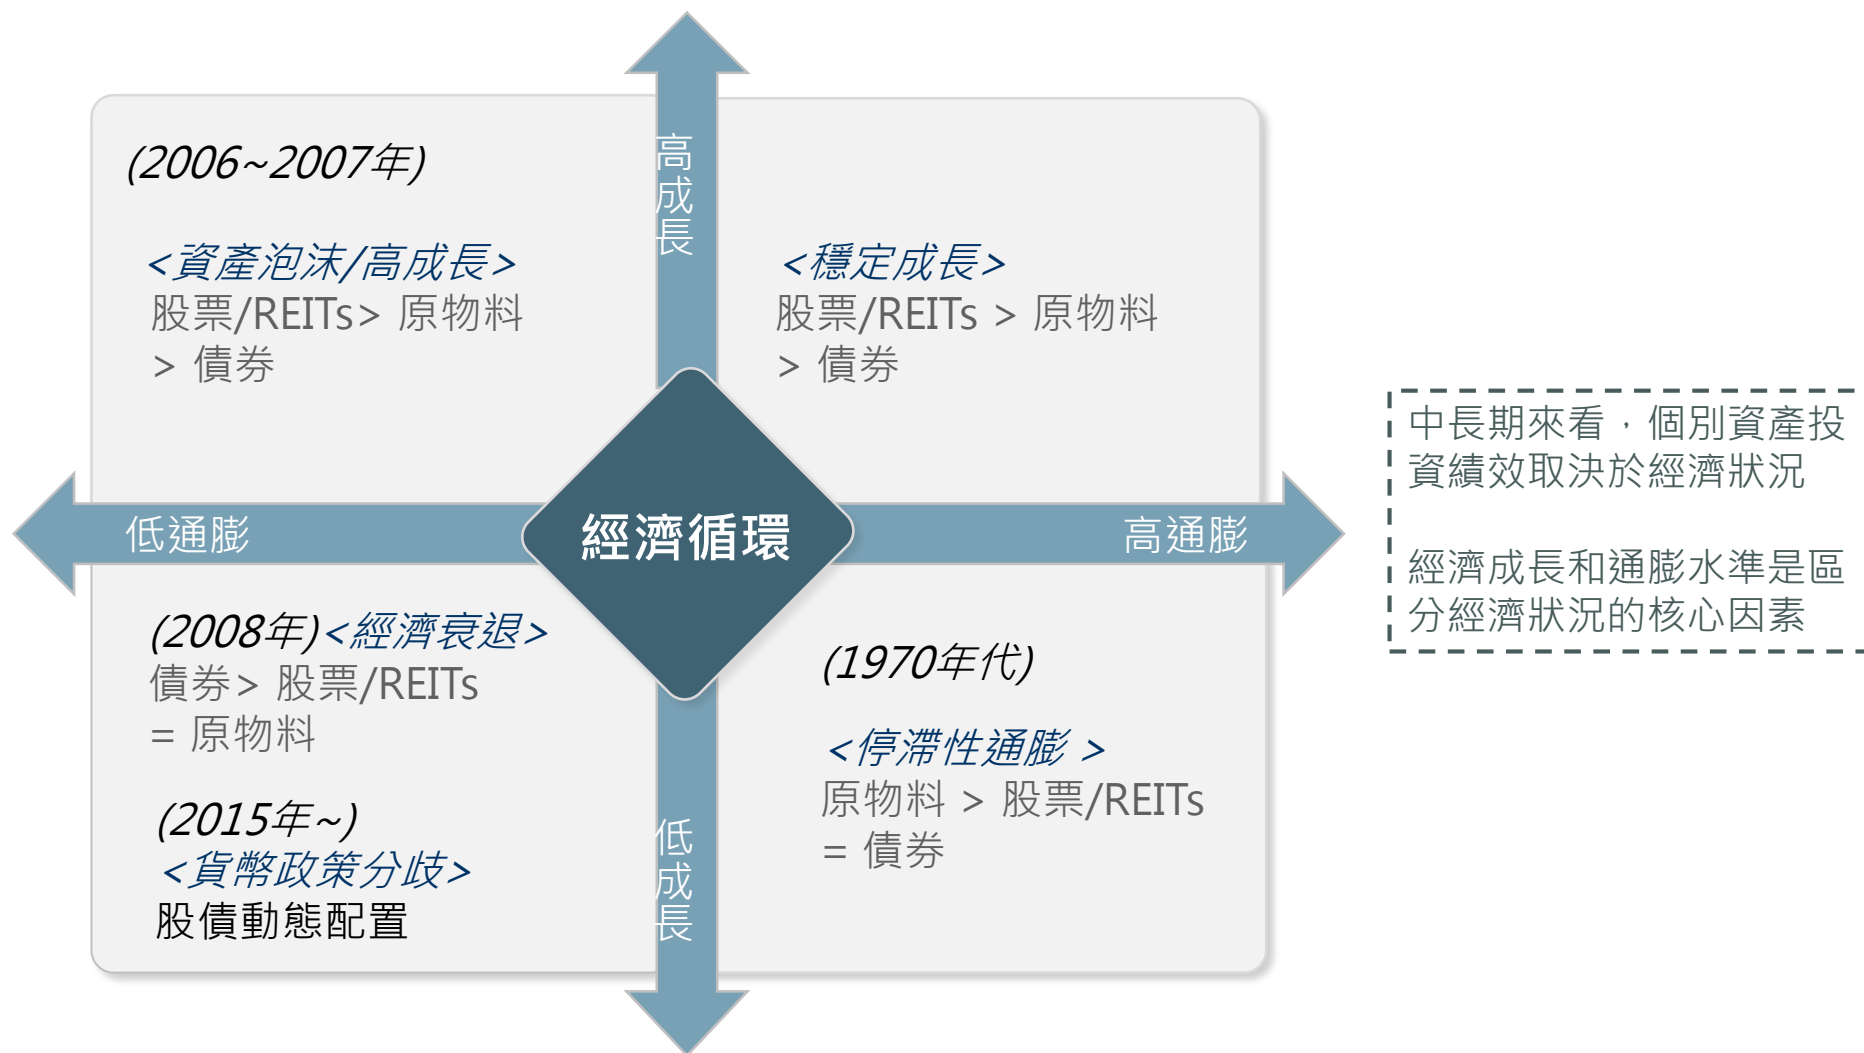 高成長
(2006~2007年)
<資產泡沫/高成長>
股票/REITs> 原物料
> 債券
<穩定成長>
股票/REITs > 原物料
> 債券
低通膨
經濟循環
高通膨
(2008年)<經濟衰退>
債券> 股票/REITs
= 原物料
(2015年~)
<貨幣政策分歧>
股債動態配置
(1970年代)
<停滯性通膨 >
原物料 > 股票/REITs
= 債券
低成長
中長期來看，個別資產投
資績效取決於經濟狀況
經濟成長和通膨水準是區
分經濟狀況的核心因素